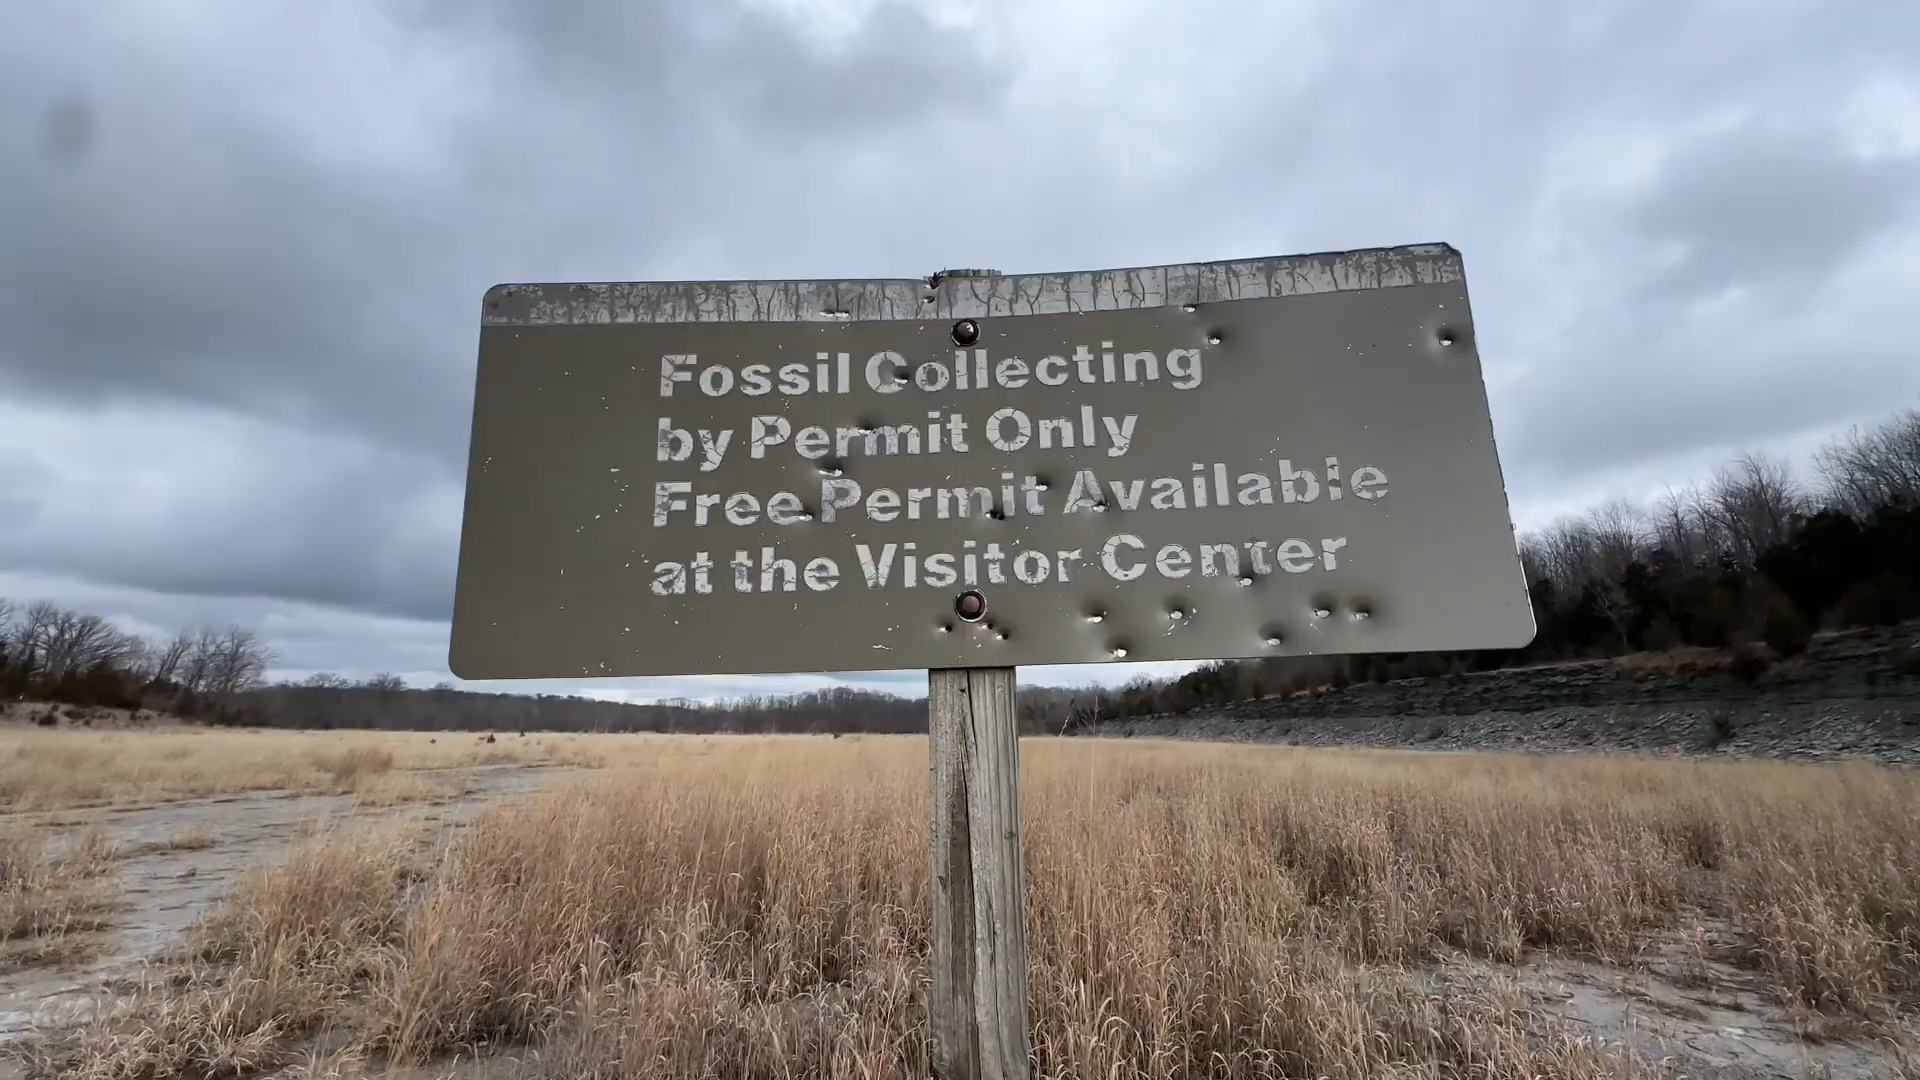 Fossil Collecting
by Permit Only
Free Permit Available
at the Visitor Center